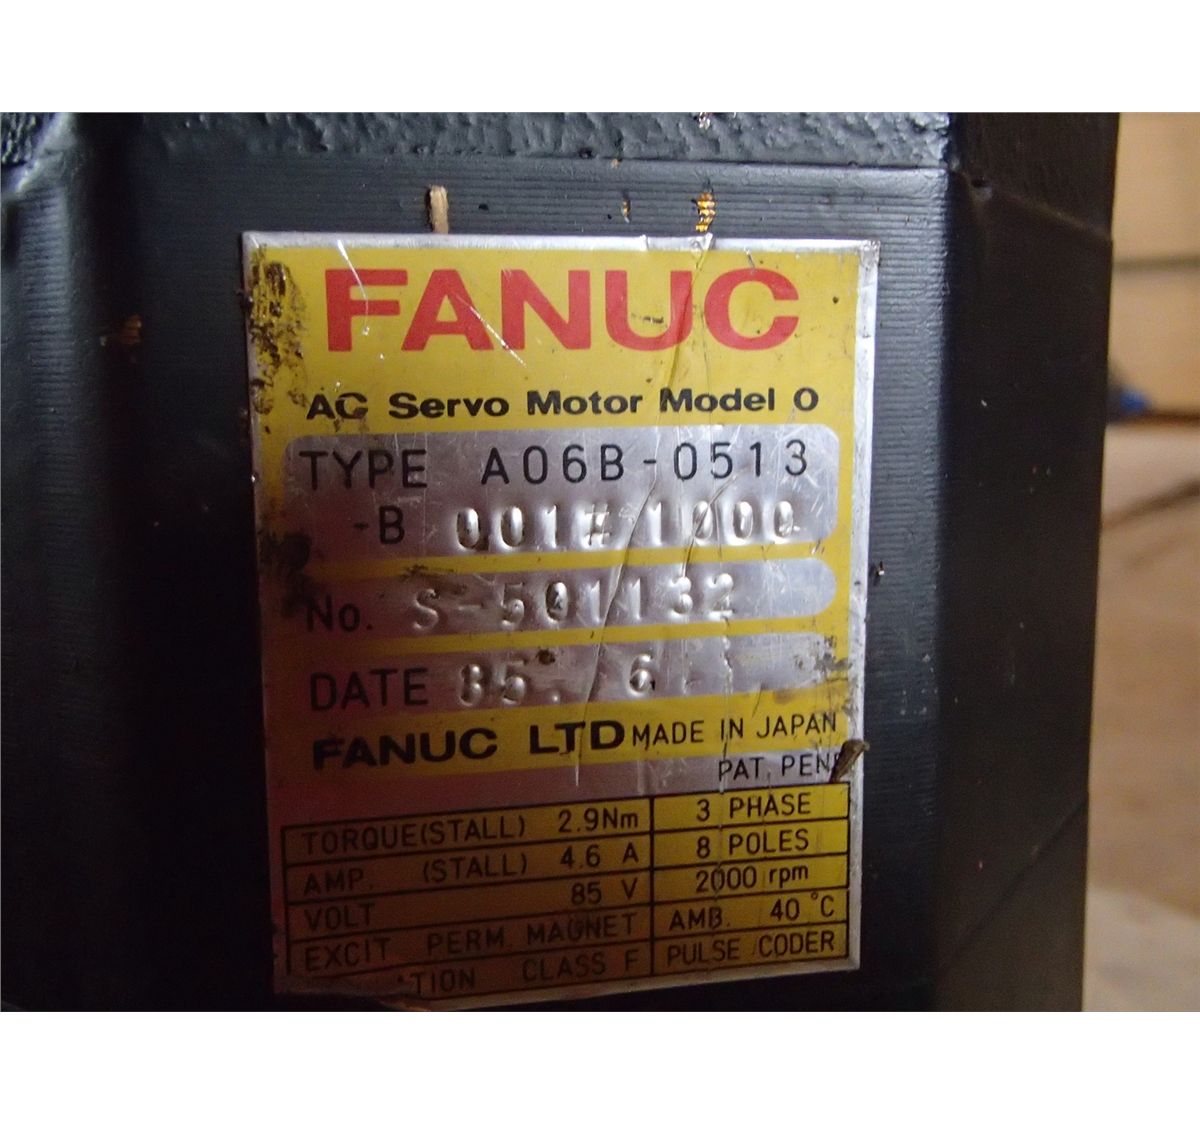 FANUC
AC Servo Motor Model 0
TYPE A06B-0513
-B 001#1000
No. S-501132
DATE 85. 6
FANUC LTD MADE IN JAPAN
PAT. PEN
TORQUE(STALL) 2.9Nm 3 PHASE
AMP. (STALL) 4.6 A 8 POLES
VOLT 85 V 2000 rpm
EXCIT PERM. MAGNET AMB. 40°C
TION CLASS F PULSE CODER